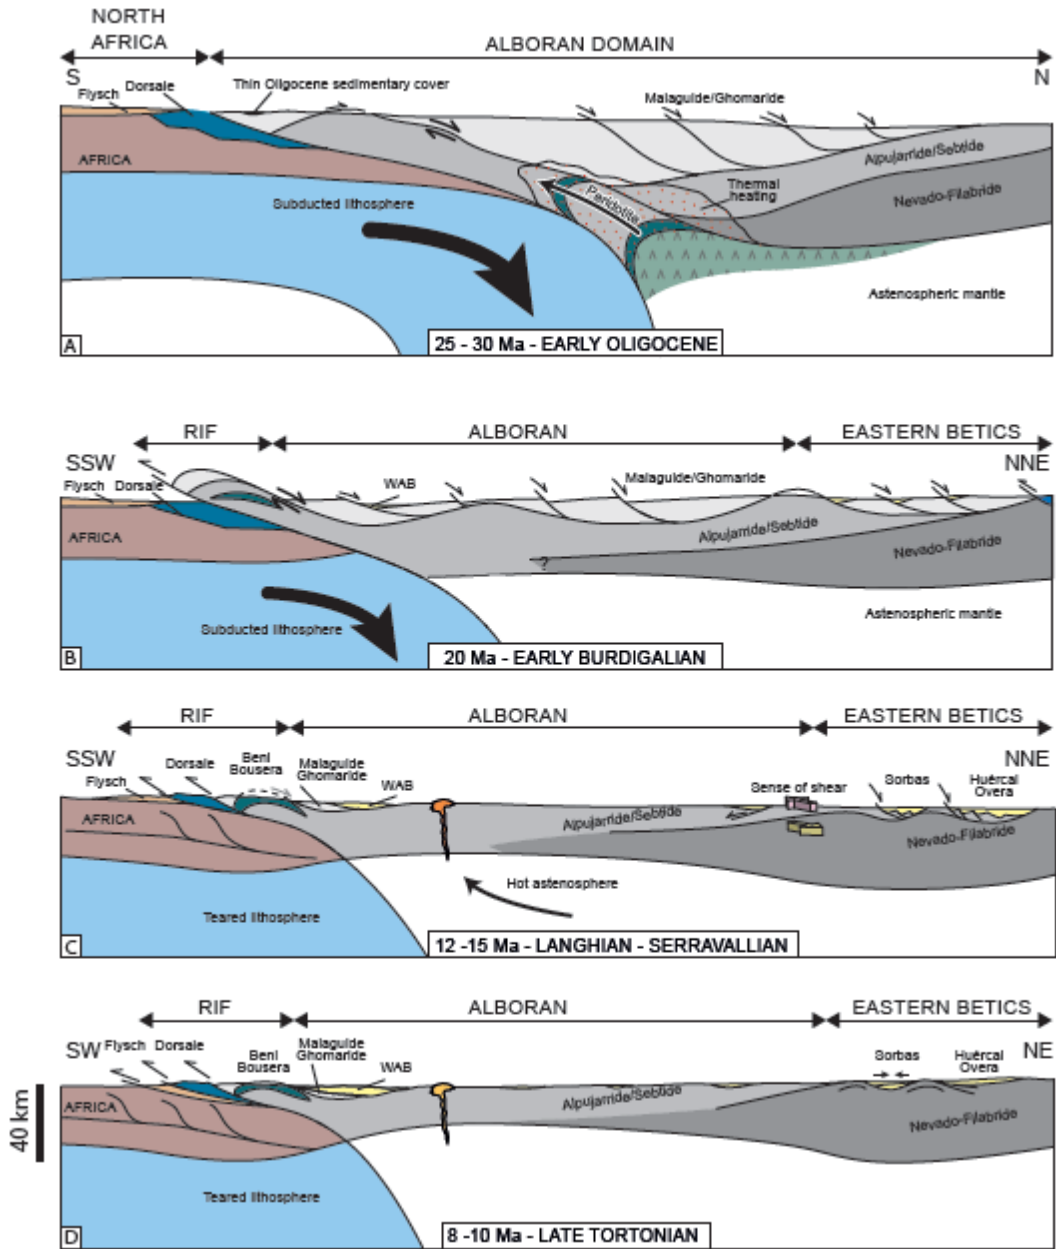 NORTH
AFRICA
ALBORAN DOMAIN
S
N
Flysch
Dorsale
Thin Oligocene sedimentary cover
Malaguide/Ghomaride
AFRICA
Alpujarride/Sebtide
Subducted lithosphere
Peridotite
Thermal
heating
Nevado-Filabride
Astenospheric mantle
A
25 - 30 Ma - EARLY OLIGOCENE
RIF
ALBORAN
EASTERN BETICS
SSW
NNE
Flysch
Dorsale
WAB
Malaguide/Ghomaride
AFRICA
Alpujarride/Sebtide
?
Nevado-Filabride
Subducted lithosphere
Astenospheric mantle
B
20 Ma - EARLY BURDIGALIAN
RIF
ALBORAN
EASTERN BETICS
SSW
NNE
Flysch
Dorsale
Beni
Bousera
Malaguide
Ghomaride
WAB
Sense of shear
Sorbas
Huércal
Overa
AFRICA
Alpujarride/Sebtide
Nevado-Filabride
Hot astenosphere
Teared lithosphere
C
12 -15 Ma - LANGHIAN - SERRAVALLIAN
RIF
ALBORAN
EASTERN BETICS
SW
NE
Flysch
Dorsale
Beni
Bousera
Malaguide
Ghomaride
WAB
Sorbas
Huércal
Overa
AFRICA
Alpujarride/Sebtide
Nevado-Filabride
40 km
Teared lithosphere
D
8 -10 Ma - LATE TORTONIAN